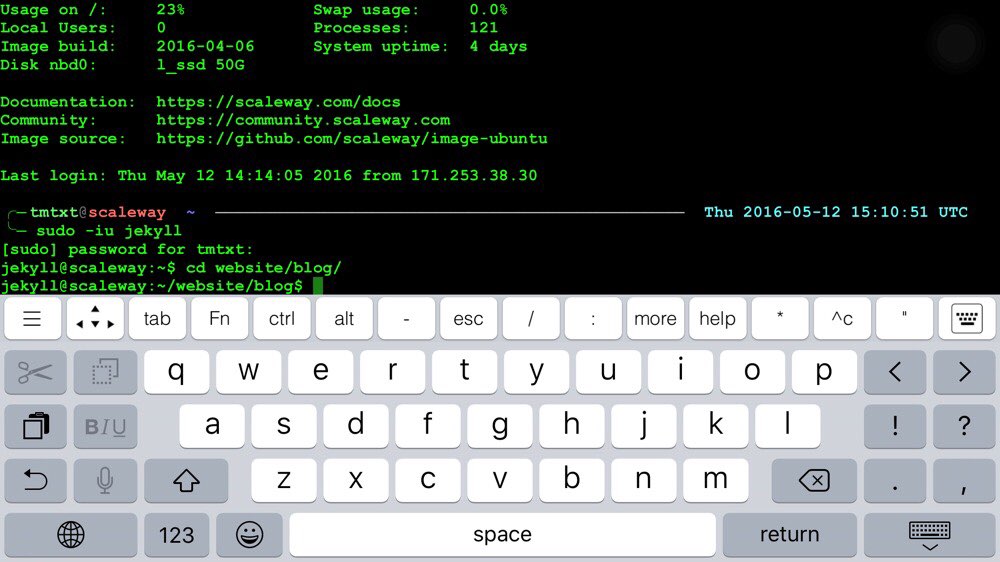 Usage on /: 23% Swap usage: 0.0%
Local Users: 0 Processes: 121
Image build: 2016-04-06 System uptime: 4 days
Disk nbd0: l_ssd 50G
Documentation: https://scaleway.com/docs
Community: https://community.scaleway.com
Image source: https://github.com/scaleway/image-ubuntu
Last login: Thu May 12 14:14:05 2016 from 171.253.38.30
tmtxt@scaleway ~ Thu 2016-05-12 15:10:51 UTC
sudo -iu jekyll
[sudo] password for tmtxt:
jekyll@scaleway:~$ cd website/blog/
jekyll@scaleway:~/website/blog$
tab Fn ctrl alt - esc / : more help * ^c "
q w e r t y u i o p < >
B I U a s d f g h j k l ! ?
z x c v b n m . ,
123 space return